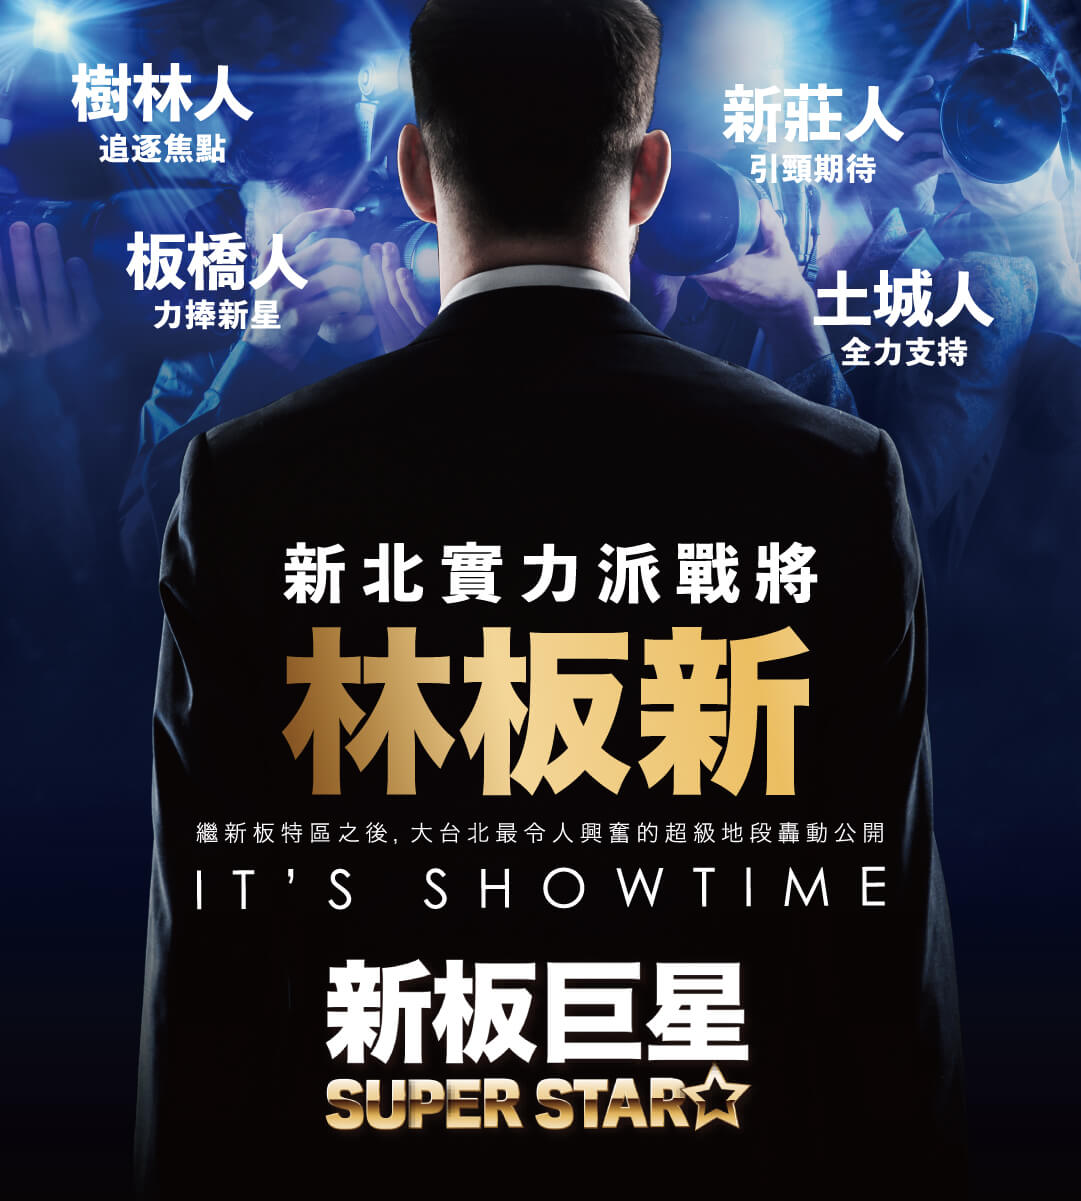 樹林人
追逐焦點
新莊人
引頸期待
板橋人
力捧新星
土城人
全力支持
新北實力派戰將
林板新
繼新板特區之後, 大台北最令人興奮的超級地段轟動公開
IT'S SHOWTIME
新板巨星
SUPER STAR☆